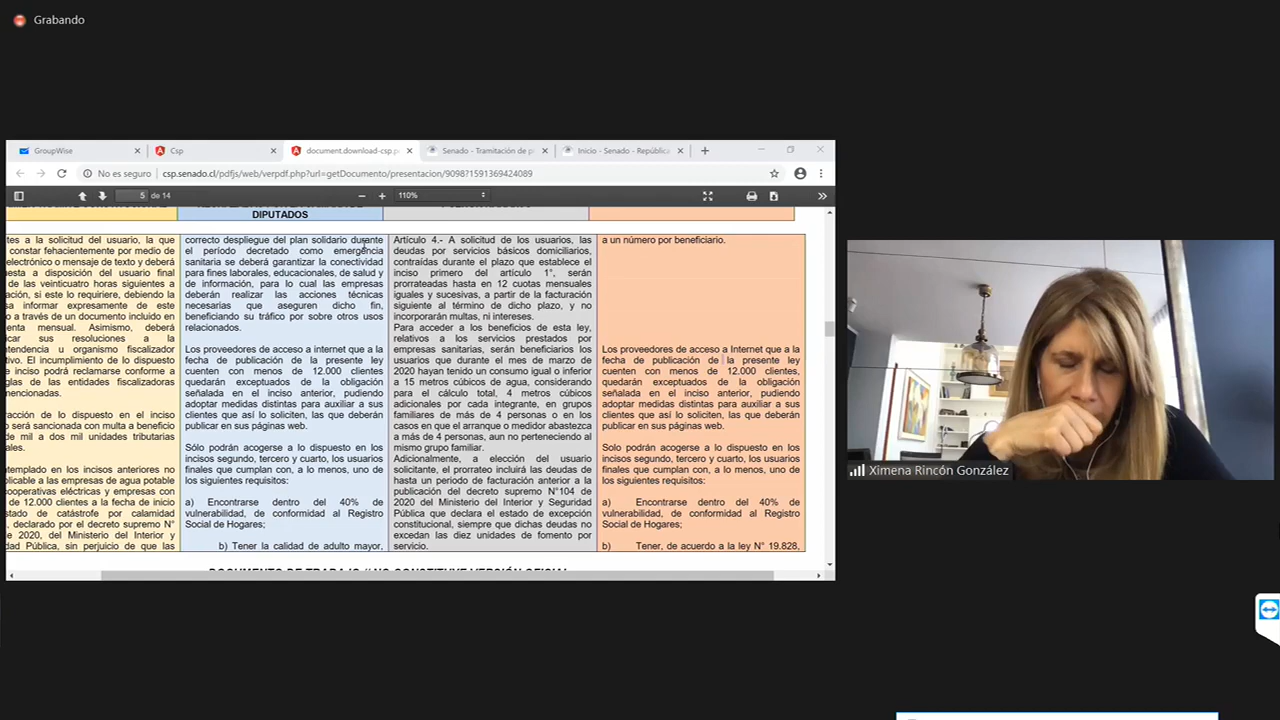 Grabando
GroupWise
Csp
document.download-csp.p
Senado - Tramitación de p
Inicio - Senado - República
No es seguro
csp.senado.cl/pdfjs/web/verpdf.php?url=getDocumento/presentacion/9098?1591369424089
5 de 14
110%
DIPUTADOS
tes a la solicitud del usuario, la que
constar fehacientemente por medio de
electrónico o mensaje de texto y deberá
esta a disposición del usuario final
de las veinticuatro horas siguientes a
ación, si este lo requiriere, debiendo la
sa informar expresamente de este
o a través de un documento incluido en
enta mensual. Asimismo, deberá
icar sus resoluciones a la
ntendencia u organismo fiscalizador
tivo. El incumplimiento de lo dispuesto
e inciso podrá reclamarse conforme a
glas de las entidades fiscalizadoras
mencionadas.
racción de lo dispuesto en el inciso
o será sancionada con multa a beneficio
de mil a dos mil unidades tributarias
ales.
ntemplado en los incisos anteriores no
plicable a las empresas de agua potable
cooperativas eléctricas y empresas con
de 12.000 clientes a la fecha de inicio
stado de catástrofe por calamidad
, declarado por el decreto supremo N°
e 2020, del Ministerio del Interior y
dad Pública, sin perjuicio de que las
correcto despliegue del plan solidario durante
el período decretado como emergencia
sanitaria se deberá garantizar la conectividad
para fines laborales, educacionales, de salud y
de información, para lo cual las empresas
deberán realizar las acciones técnicas
necesarias que aseguren dicho fin,
beneficiando su tráfico por sobre otros usos
relacionados.
Los proveedores de acceso a internet que a la
fecha de publicación de la presente ley
cuenten con menos de 12.000 clientes
quedarán exceptuados de la obligación
señalada en el inciso anterior, pudiendo
adoptar medidas distintas para auxiliar a sus
clientes que así lo soliciten, las que deberán
publicar en sus páginas web.
Sólo podrán acogerse a lo dispuesto en los
incisos segundo, tercero y cuarto, los usuarios
finales que cumplan con, a lo menos, uno de
los siguientes requisitos:
a) Encontrarse dentro del 40% de
vulnerabilidad, de conformidad al Registro
Social de Hogares;
b) Tener la calidad de adulto mayor,
Artículo 4.- A solicitud de los usuarios, las
deudas por servicios básicos domiciliarios,
contraídas durante el plazo que establece el
inciso primero del artículo 1°, serán
prorrateadas hasta en 12 cuotas mensuales
iguales y sucesivas, a partir de la facturación
siguiente al término de dicho plazo, y no
incorporarán multas, ni intereses.
Para acceder a los beneficios de esta ley,
relativos a los servicios prestados por
empresas sanitarias, serán beneficiarios los
usuarios que durante el mes de marzo de
2020 hayan tenido un consumo igual o inferior
a 15 metros cúbicos de agua, considerando
para el cálculo total, 4 metros cúbicos
adicionales por cada integrante, en grupos
familiares de más de 4 personas o en los
casos en que el arranque o medidor abastezca
a más de 4 personas, aun no perteneciendo al
mismo grupo familiar.
Adicionalmente, a elección del usuario
solicitante, el prorrateo incluirá las deudas de
hasta un periodo de facturación anterior a la
publicación del decreto supremo N°104 de
2020 del Ministerio del Interior y Seguridad
Pública que declara el estado de excepción
constitucional, siempre que dichas deudas no
excedan las diez unidades de fomento por
servicio.
a un número por beneficiario.
Los proveedores de acceso a Internet que a la
fecha de publicación de la presente ley
cuenten con menos de 12.000 clientes,
quedarán exceptuados de la obligación
señalada en el inciso anterior, pudiendo
adoptar medidas distintas para auxiliar a sus
clientes que así lo soliciten, las que deberán
publicar en sus páginas web.
Sólo podrán acogerse a lo dispuesto en los
incisos segundo, tercero y cuarto, los usuarios
finales que cumplan con, a lo menos, uno de
los siguientes requisitos:
a) Encontrarse dentro del 40% de
vulnerabilidad, de conformidad al Registro
Social de Hogares;
b) Tener, de acuerdo a la ley N° 19.828,
Ximena Rincón González